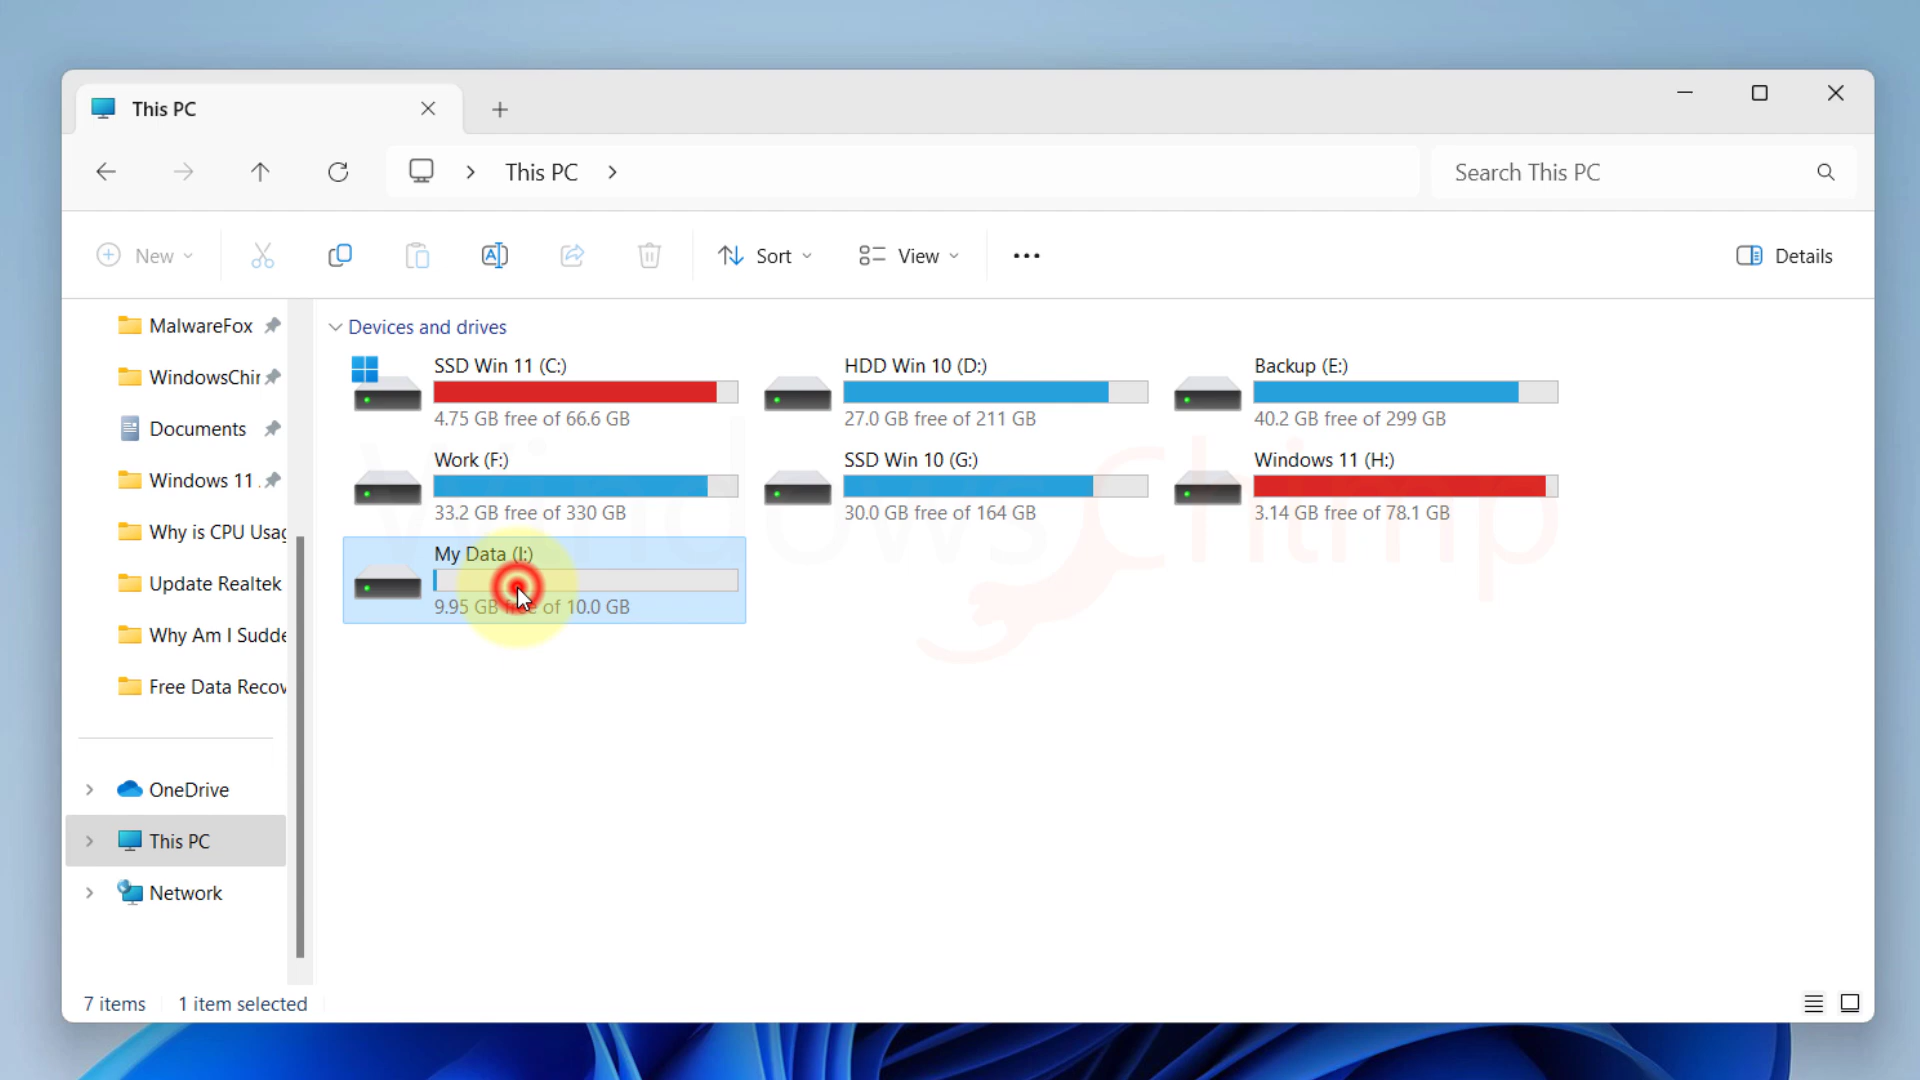 This PC
This PC
Search This PC
New
Sort
View
Details
MalwareFox
WindowsChir
Documents
Windows 11 .
Why is CPU Usag
Update Realtek
Why Am I Sudde
Free Data Recov
OneDrive
This PC
Network
Devices and drives
SSD Win 11 (C:)
4.75 GB free of 66.6 GB
HDD Win 10 (D:)
27.0 GB free of 211 GB
Backup (E:)
40.2 GB free of 299 GB
Work (F:)
33.2 GB free of 330 GB
SSD Win 10 (G:)
30.0 GB free of 164 GB
Windows 11 (H:)
3.14 GB free of 78.1 GB
My Data (I:)
9.95 GB free of 10.0 GB
Windows Chimp
7 items
1 item selected